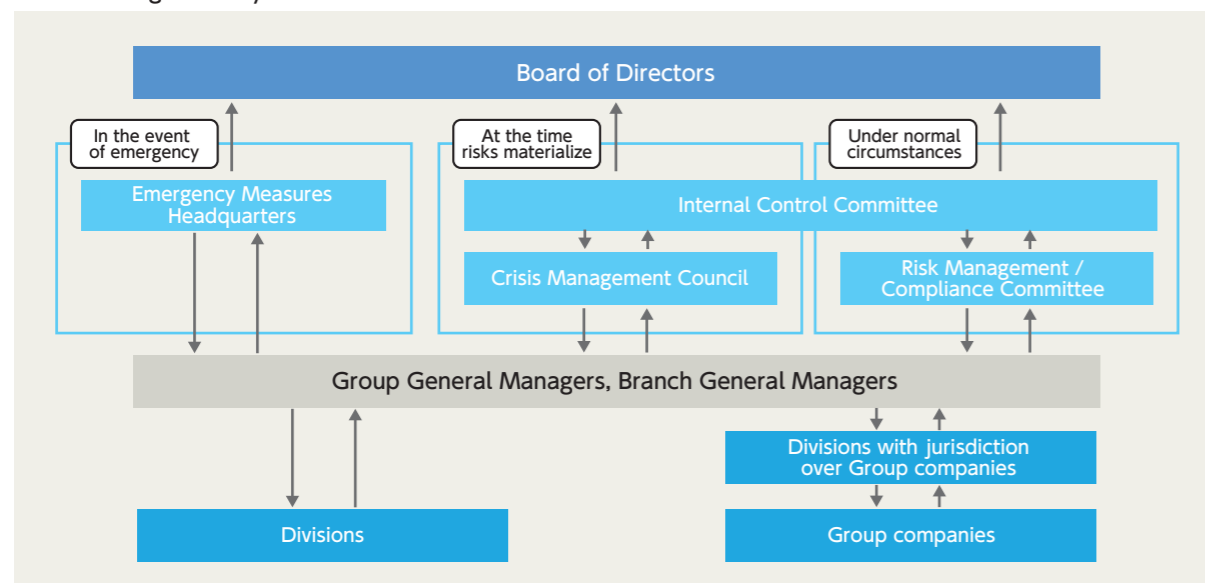 Board of Directors
In the event
of emergency
At the time
risks materialize
Under normal
circumstances
Emergency Measures
Headquarters
Internal Control Committee
Crisis Management Council
Risk Management /
Compliance Committee
Group General Managers, Branch General Managers
Divisions with jurisdiction
over Group companies
Divisions
Group companies